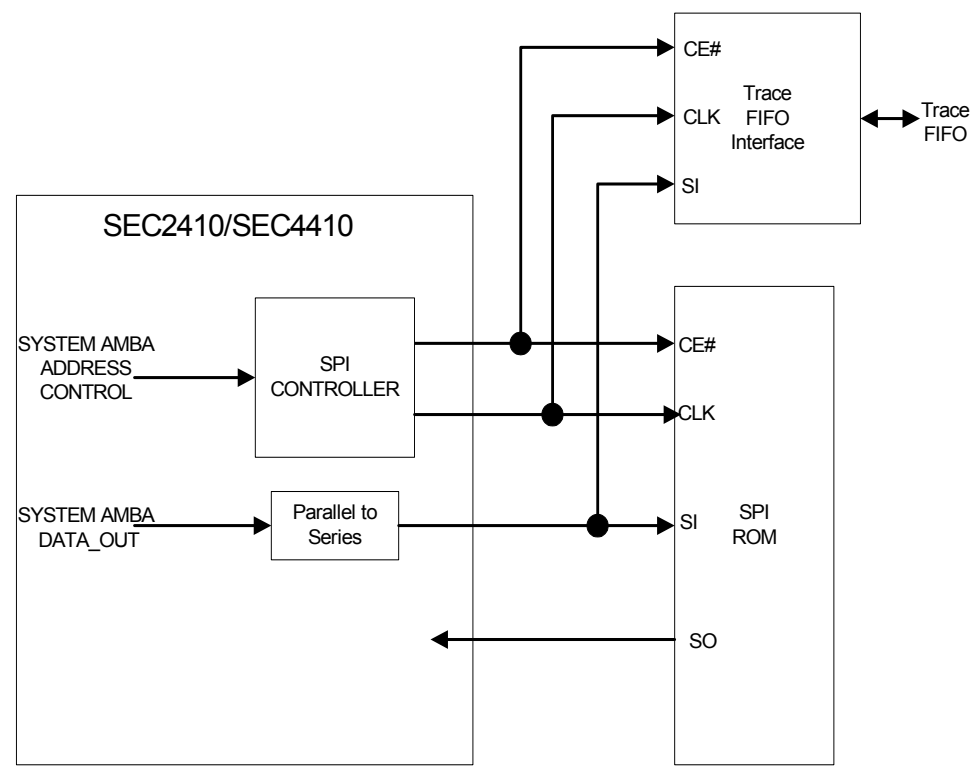 CE#
Trace
FIFO
Interface
CLK
SI
Trace
FIFO
SEC2410/SEC4410
SYSTEM AMBA
ADDRESS
CONTROL
SPI
CONTROLLER
CE#
CLK
SYSTEM AMBA
DATA_OUT
Parallel to
Series
SI
SPI
ROM
SO